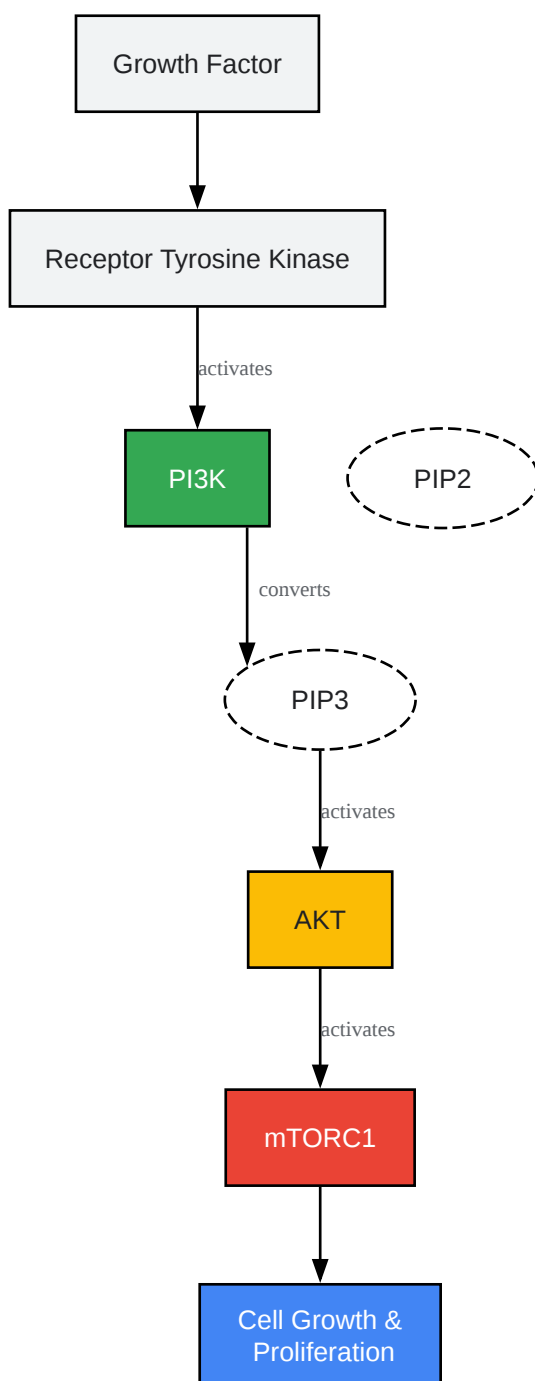 Growth Factor
Receptor Tyrosine Kinase
activates
PI3K
PIP2
converts
PIP3
activates
AKT
activates
mTORC1
Cell Growth &
Proliferation